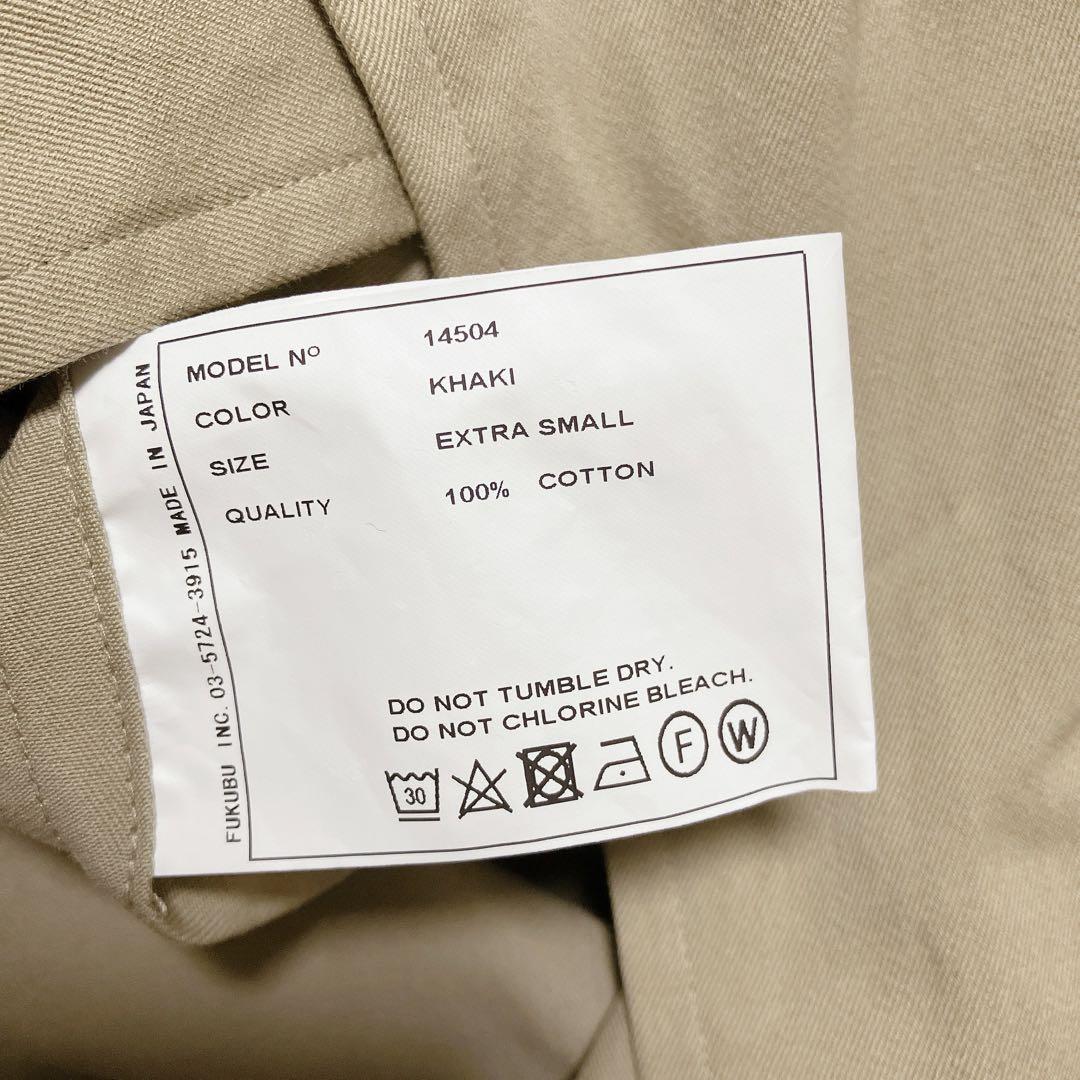 MODEL Nº 14504
COLOR KHAKI
SIZE EXTRA SMALL
QUALITY 100% COTTON
DO NOT TUMBLE DRY.
DO NOT CHLORINE BLEACH.
30 F W
FUKUBU INC. 03-5724-3915 MADE IN JAPAN